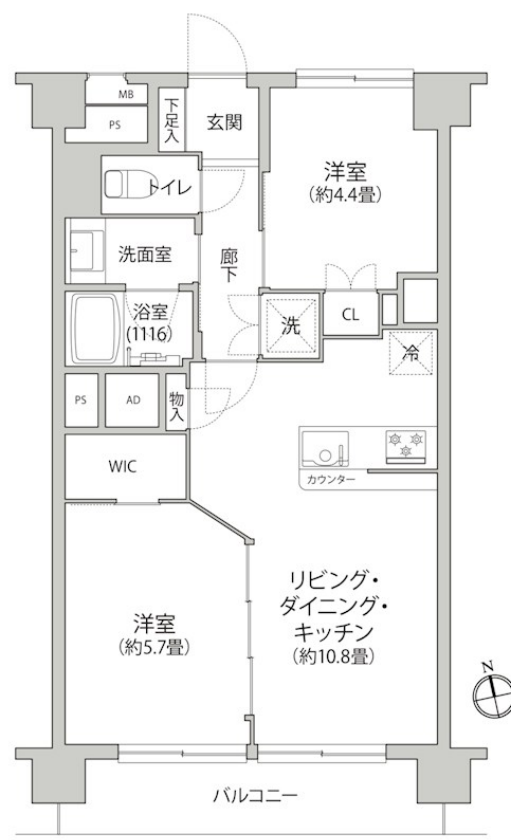 MB
PS
下足入
玄関
洋室
(約4.4畳)
トイレ
洗面室
廊下
浴室
(1116)
洗
CL
冷
PS
AD
物入
WIC
カウンター
リビング・
ダイニング・
キッチン
(約10.8畳)
洋室
(約5.7畳)
N
バルコニー